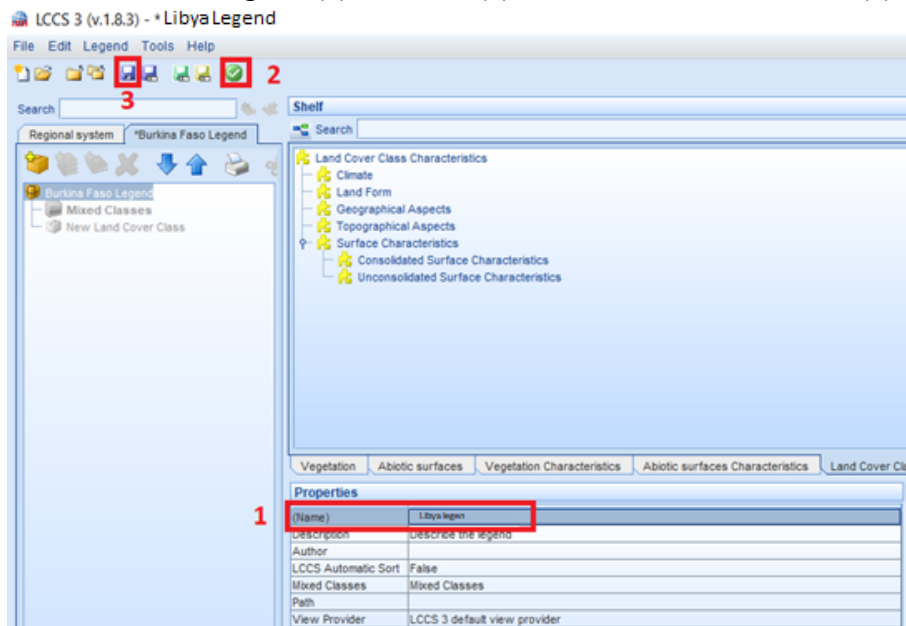 LCCS 3 (v.1.8.3) - * Libya Legend
File Edit Legend Tools Help
2
3
Search
Regional system *Burkina Faso Legend
Burkina Faso Legend
Mixed Classes
New Land Cover Class
Shelf
Search
Land Cover Class Characteristics
Climate
Land Form
Geographical Aspects
Topographical Aspects
Surface Characteristics
Consolidated Surface Characteristics
Unconsolidated Surface Characteristics
Vegetation Abiotic surfaces Vegetation Characteristics Abiotic surfaces Characteristics Land Cover Cla
Properties
1
(Name) Libya legen
Description Describe the legend
Author
LCCS Automatic Sort False
Mixed Classes Mixed Classes
Path
View Provider LCCS 3 default view provider